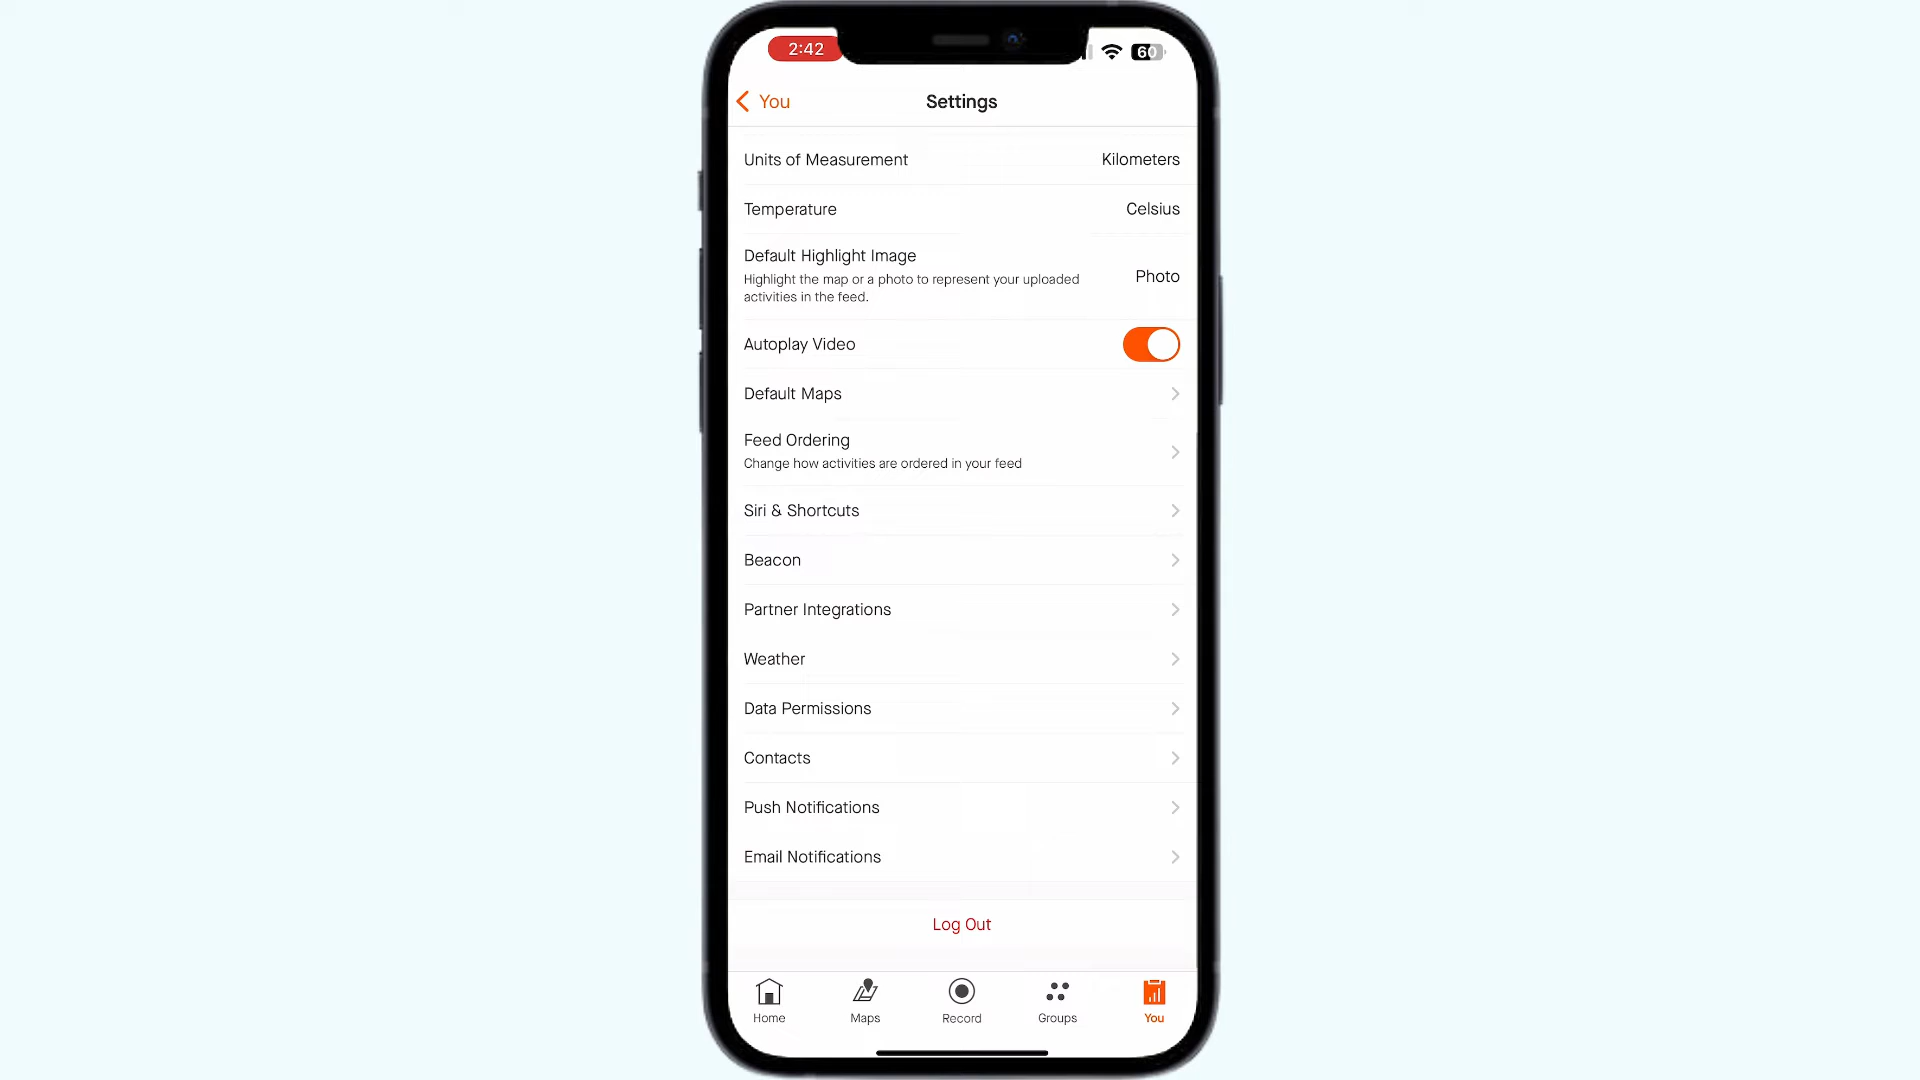 2:42
60
You
Settings
Units of Measurement
Kilometers
Temperature
Celsius
Default Highlight Image
Highlight the map or a photo to represent your uploaded
activities in the feed.
Photo
Autoplay Video
Default Maps
Feed Ordering
Change how activities are ordered in your feed
Siri & Shortcuts
Beacon
Partner Integrations
Weather
Data Permissions
Contacts
Push Notifications
Email Notifications
Log Out
Home
Maps
Record
Groups
You